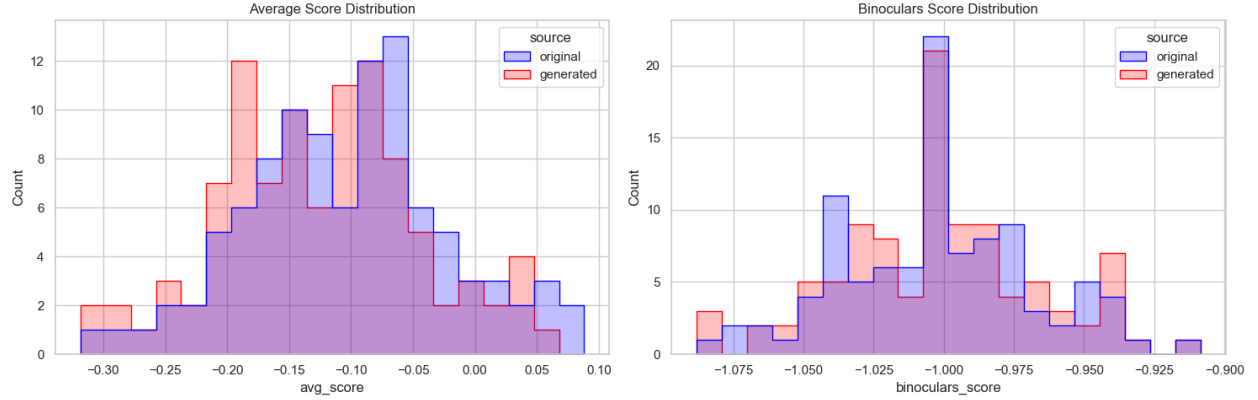 Average Score Distribution
source
original
generated
12
10
8
6
4
2
0
Count
−0.30
−0.25
−0.20
−0.15
−0.10
−0.05
0.00
0.05
0.10
avg_score
Binoculars Score Distribution
source
original
generated
20
15
10
5
0
Count
−1.075
−1.050
−1.025
−1.000
−0.975
−0.950
−0.925
−0.900
binoculars_score